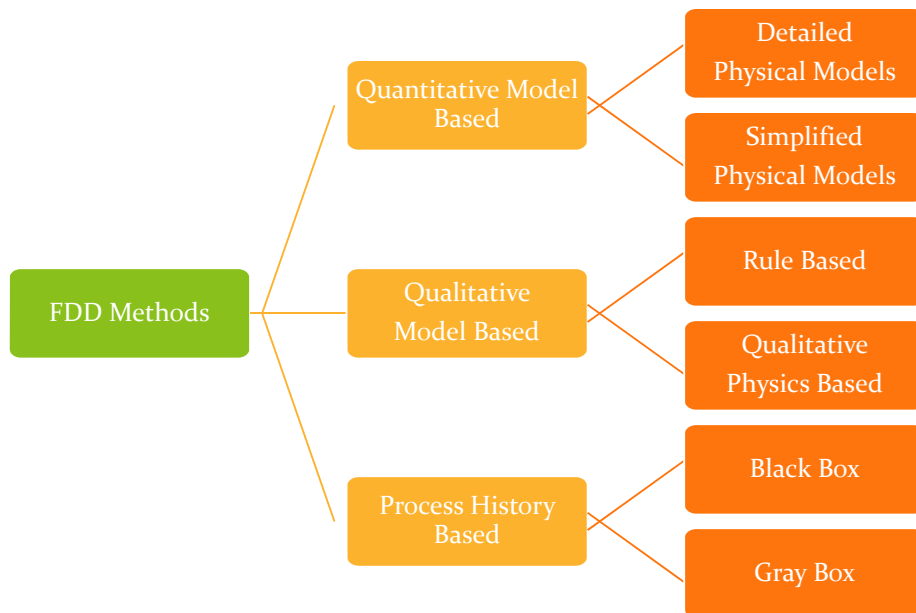 Detailed
Physical Models
Quantitative Model
Based
Simplified
Physical Models
Rule Based
FDD Methods
Qualitative
Model Based
Qualitative
Physics Based
Black Box
Process History
Based
Gray Box